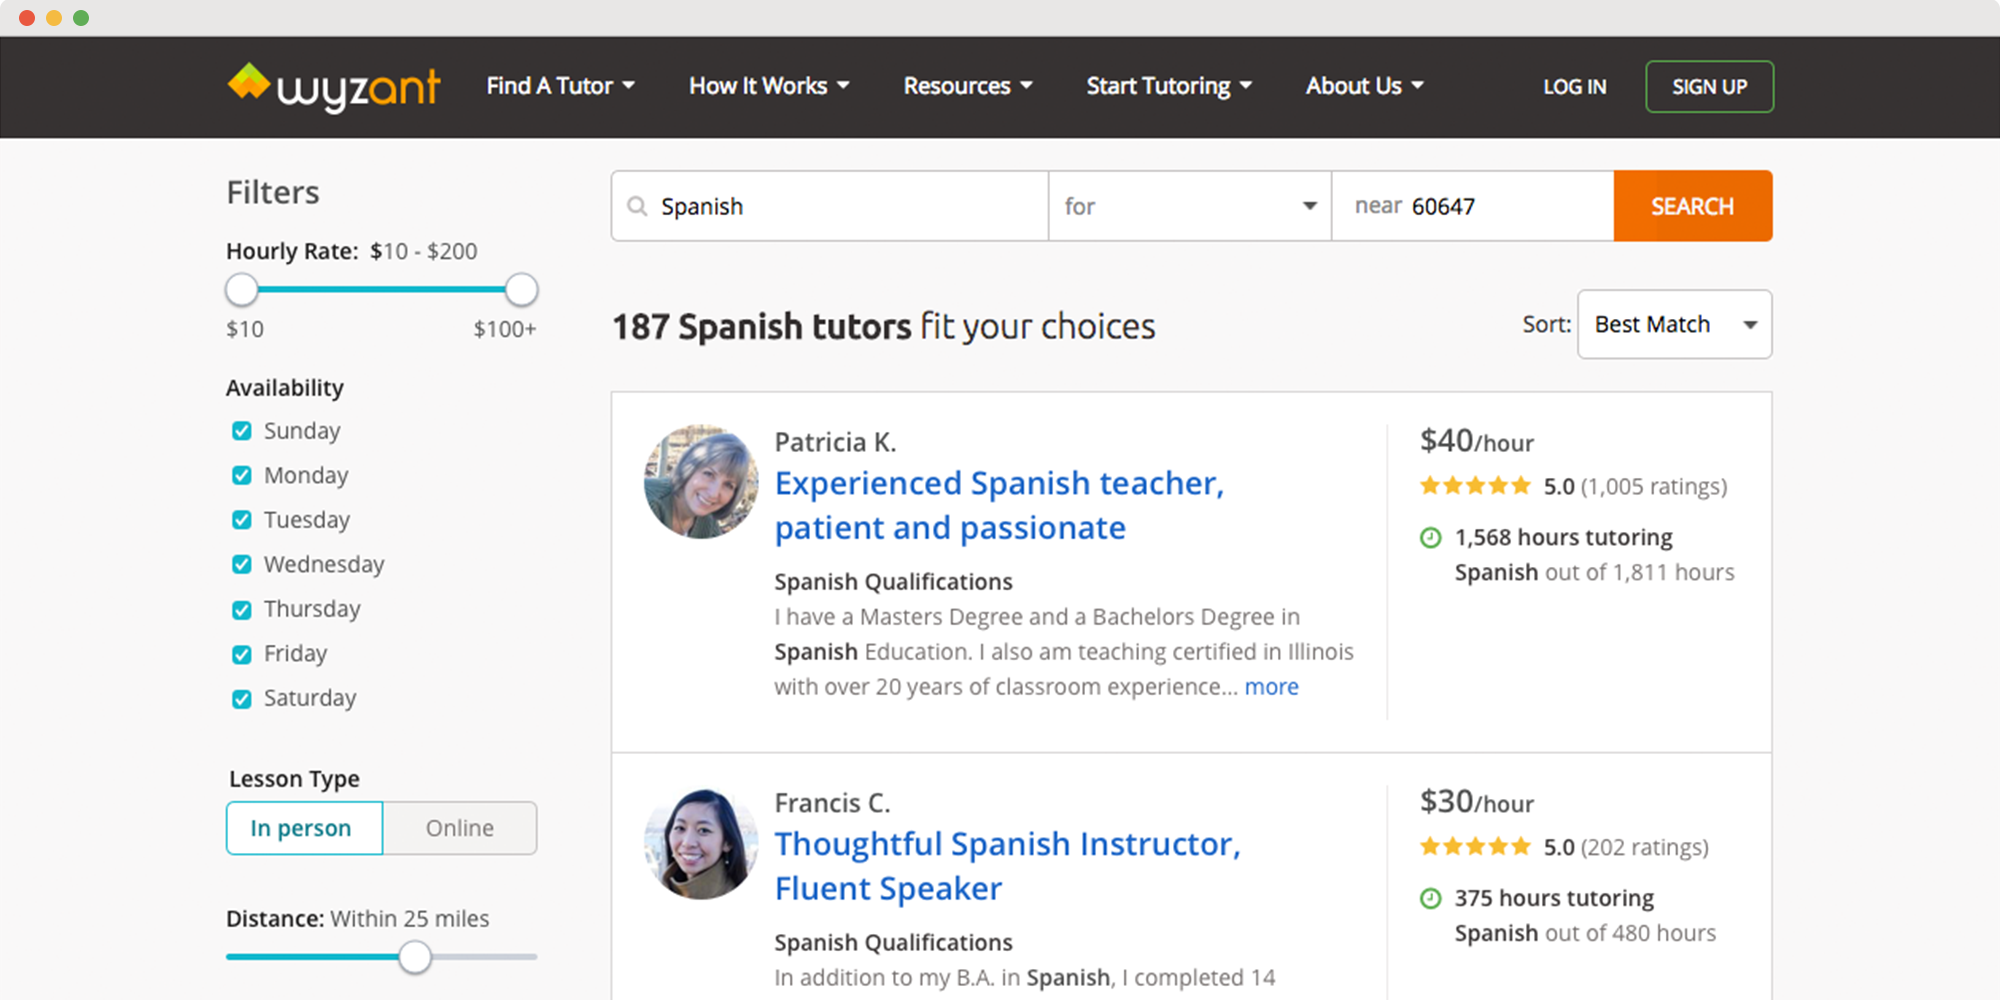 wyzant
Find A Tutor
How It Works
Resources
Start Tutoring
About Us
LOG IN
SIGN UP
Filters
Hourly Rate: $10 - $200
$10
$100+
Availability
Sunday
Monday
Tuesday
Wednesday
Thursday
Friday
Saturday
Lesson Type
In person
Online
Distance: Within 25 miles
Spanish
for
near 60647
SEARCH
187 Spanish tutors fit your choices
Sort:
Best Match
Patricia K.
Experienced Spanish teacher,
patient and passionate
Spanish Qualifications
I have a Masters Degree and a Bachelors Degree in
Spanish Education. I also am teaching certified in Illinois
with over 20 years of classroom experience... more
$40/hour
5.0 (1,005 ratings)
1,568 hours tutoring
Spanish out of 1,811 hours
Francis C.
Thoughtful Spanish Instructor,
Fluent Speaker
Spanish Qualifications
In addition to my B.A. in Spanish, I completed 14
$30/hour
5.0 (202 ratings)
375 hours tutoring
Spanish out of 480 hours